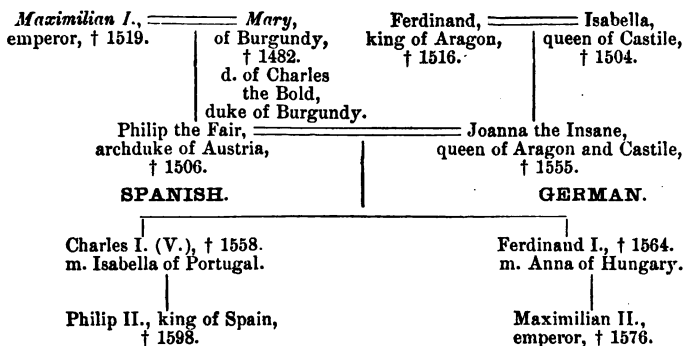 Maximilian I., Mary, Ferdinand, Isabella,
emperor, † 1519. of Burgundy, king of Aragon, queen of Castile,
† 1482. † 1516. † 1504.
d. of Charles
the Bold,
duke of Burgundy.
Philip the Fair, Joanna the Insane,
archduke of Austria, queen of Aragon and Castile,
† 1506. † 1555.
SPANISH. GERMAN.
Charles I. (V.), † 1558. Ferdinand I., † 1564.
m. Isabella of Portugal. m. Anna of Hungary.
Philip II., king of Spain, Maximilian II.,
† 1598. emperor, † 1576.